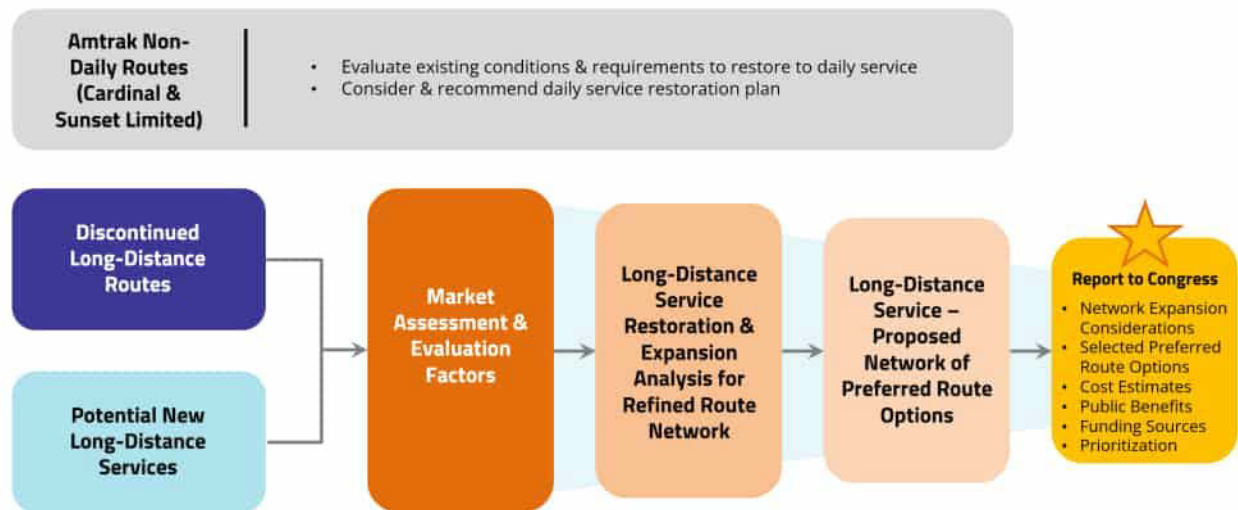 Amtrak Non-
Daily Routes
(Cardinal &
Sunset Limited)
• Evaluate existing conditions & requirements to restore to daily service
• Consider & recommend daily service restoration plan
Discontinued
Long-Distance
Routes
Potential New
Long-Distance
Services
Market
Assessment &
Evaluation
Factors
Long-Distance
Service
Restoration &
Expansion
Analysis for
Refined Route
Network
Long-Distance
Service –
Proposed
Network of
Preferred Route
Options
Report to Congress
• Network Expansion
Considerations
• Selected Preferred
Route Options
• Cost Estimates
• Public Benefits
• Funding Sources
• Prioritization